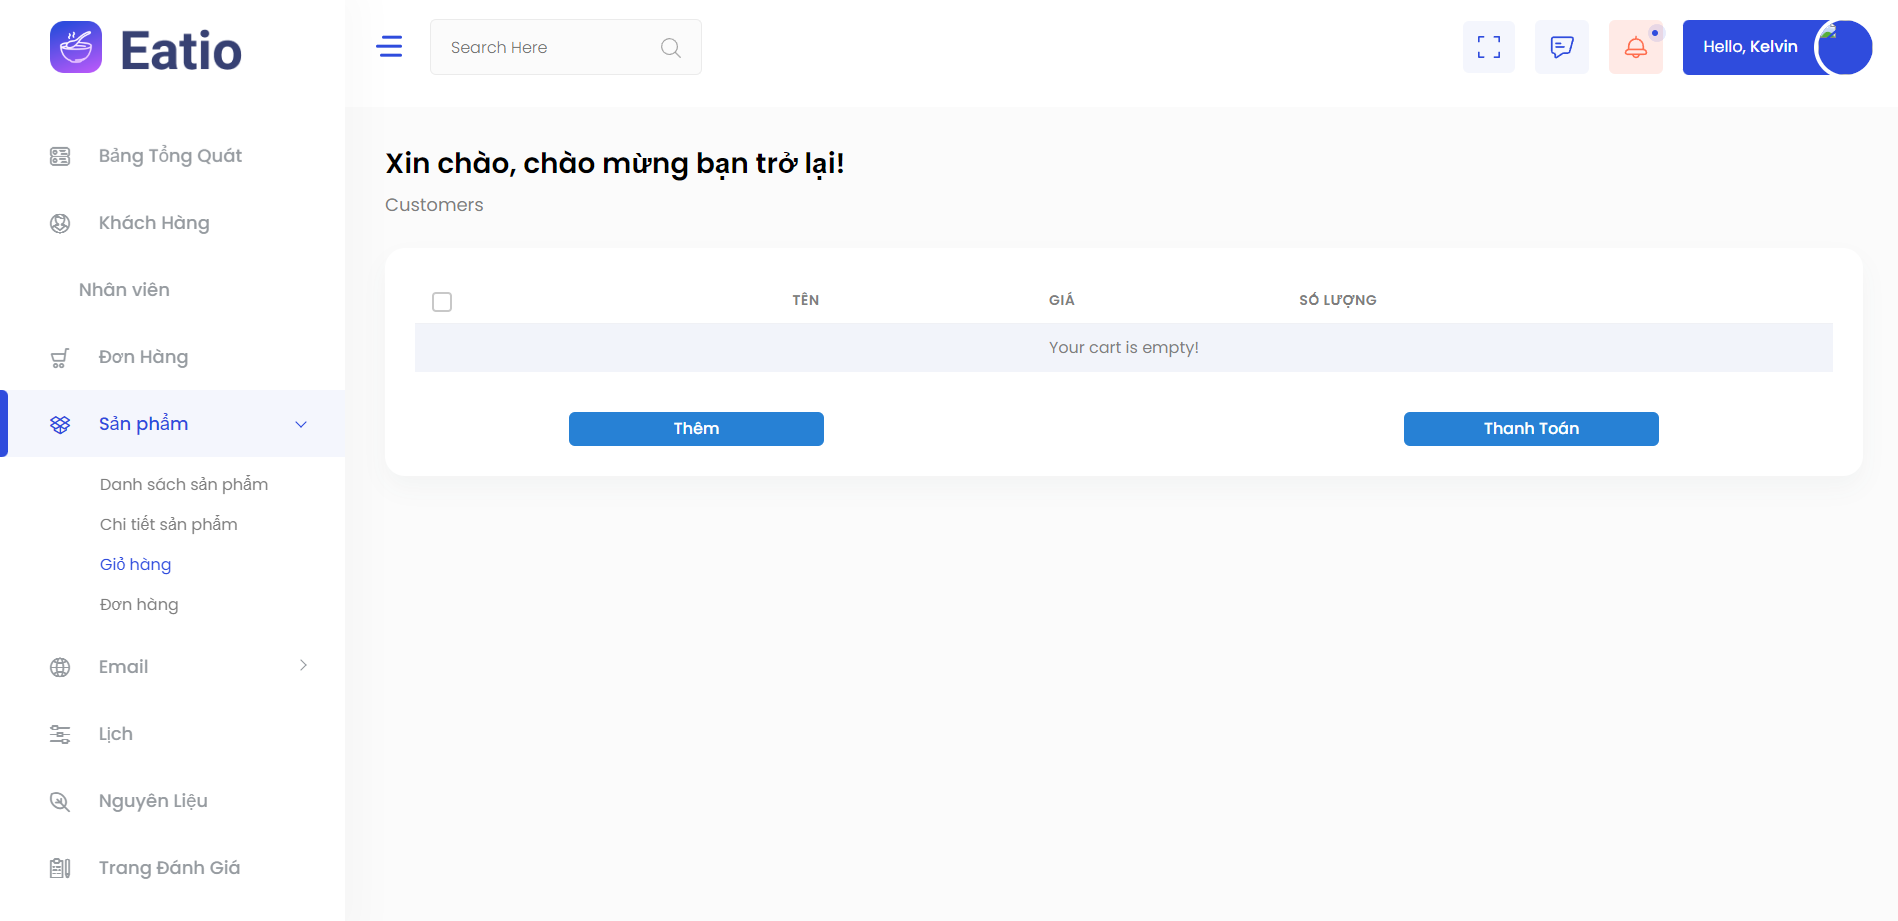 Eatio
Search Here
Hello, Kelvin
Bảng Tổng Quát
Khách Hàng
Nhân viên
Đơn Hàng
Sản phẩm
Danh sách sản phẩm
Chi tiết sản phẩm
Giỏ hàng
Đơn hàng
Email
Lịch
Nguyên Liệu
Trang Đánh Giá
Xin chào, chào mừng bạn trở lại!
Customers
TÊN GIÁ SÓ LƯỢNG
Your cart is empty!
Thêm Thanh Toán